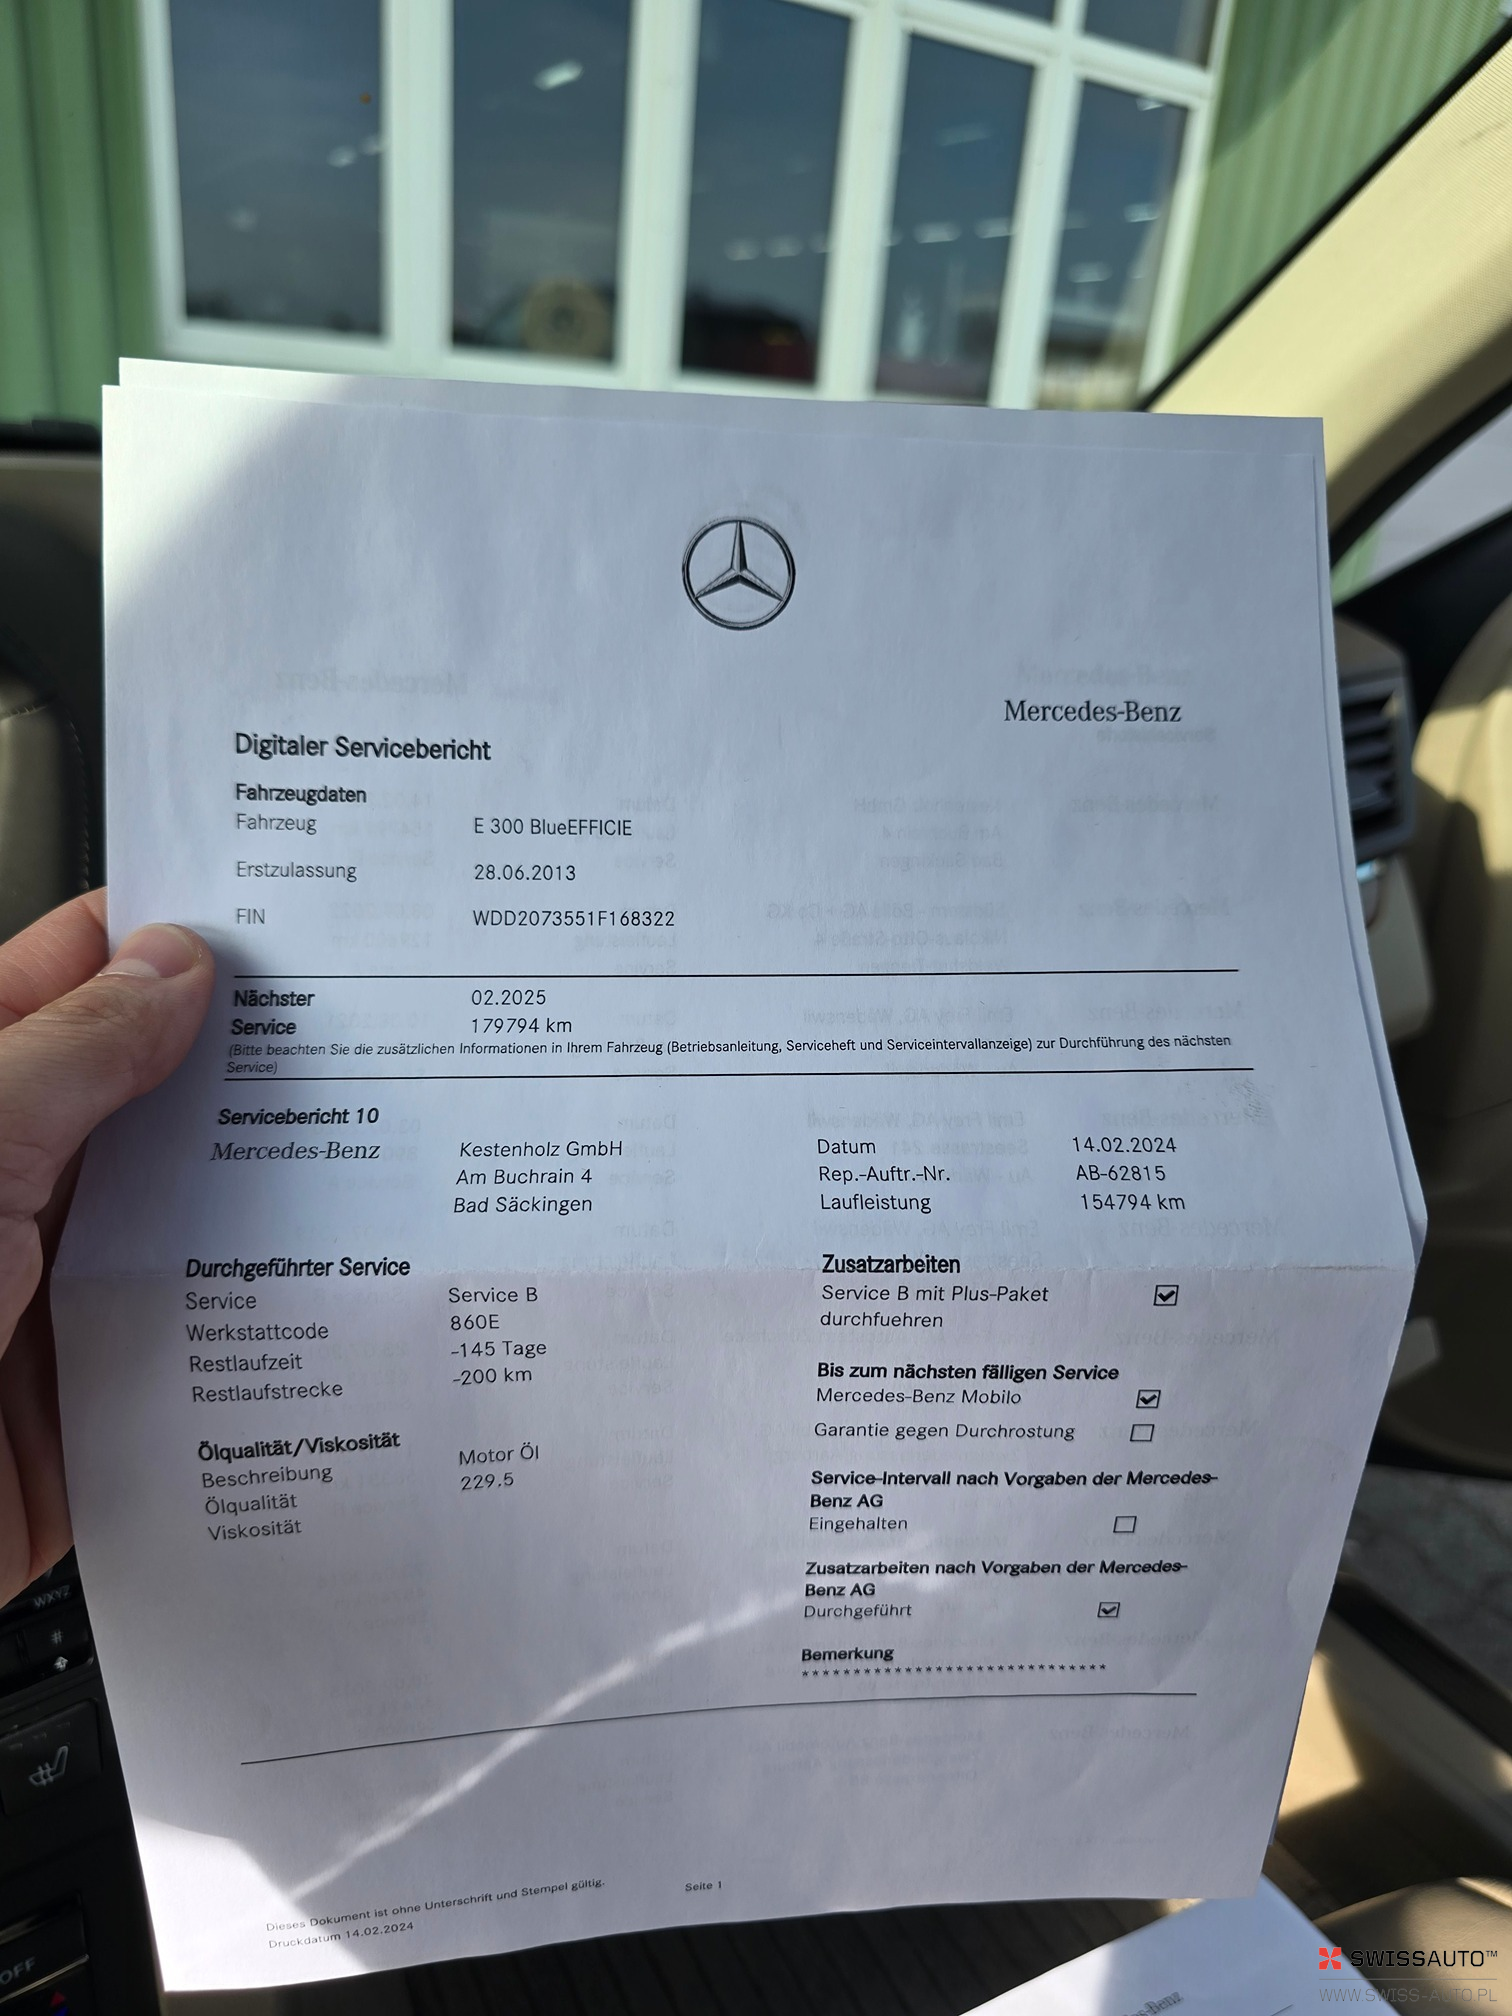 Mercedes-Benz
Digitaler Servicebericht
Fahrzeugdaten
Fahrzeug E 300 BlueEFFICIE
Erstzulassung 28.06.2013
FIN WDD2073551F168322
Nächster 02.2025
Service 179794 km
(Bitte beachten Sie die zusätzlichen Informationen in Ihrem Fahrzeug (Betriebsanleitung, Serviceheft und Serviceintervallanzeige) zur Durchführung des nächsten
Service)
Servicebericht 10
Mercedes-Benz Kestenholz GmbH
Am Buchrain 4
Bad Säckingen
Datum 14.02.2024
Rep.-Auftr.-Nr. AB-62815
Laufleistung 154794 km
Durchgeführter Service
Service Service B
Werkstattcode 860E
Restlaufzeit -145 Tage
Restlaufstrecke -200 km
Ölqualität/Viskosität
Beschreibung Motor Öl
Ölqualität 229.5
Viskosität
Zusatzarbeiten
Service B mit Plus-Paket
durchfuehren
Bis zum nächsten fälligen Service
Mercedes-Benz Mobilo
Garantie gegen Durchrostung
Service-Intervall nach Vorgaben der Mercedes-
Benz AG
Eingehalten
Zusatzarbeiten nach Vorgaben der Mercedes-
Benz AG
Durchgeführt
Bemerkung
******************************
Dieses Dokument ist ohne Unterschrift und Stempel gültig.
Druckdatum 14.02.2024
Seite 1
WXYZ
#
OFF
SWISSAUTO™
WWW.SWISS-AUTO.PL